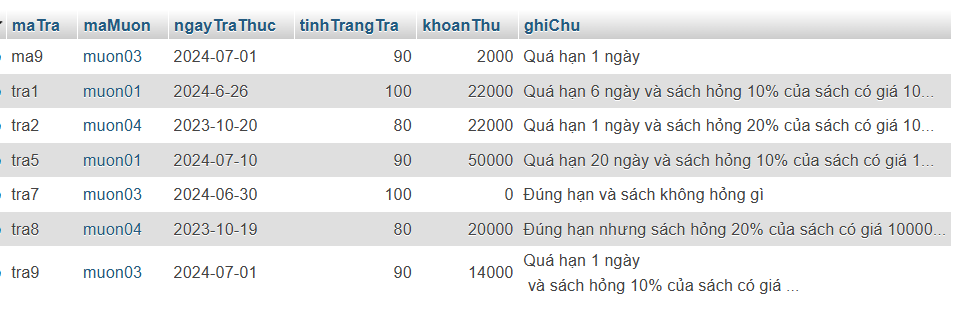 maTra maMuon ngayTraThuc tinhTrangTra khoanThu ghiChu
ma9 muon03 2024-07-01 90 2000 Quá hạn 1 ngày
tra1 muon01 2024-6-26 100 22000 Quá hạn 6 ngày và sách hỏng 10% của sách có giá 10...
tra2 muon04 2023-10-20 80 22000 Quá hạn 1 ngày và sách hỏng 20% của sách có giá 10...
tra5 muon01 2024-07-10 90 50000 Quá hạn 20 ngày và sách hỏng 10% của sách có giá 1...
tra7 muon03 2024-06-30 100 0 Đúng hạn và sách không hỏng gì
tra8 muon04 2023-10-19 80 20000 Đúng hạn nhưng sách hỏng 20% của sách có giá 10000...
tra9 muon03 2024-07-01 90 14000 Quá hạn 1 ngày
và sách hỏng 10% của sách có giá ...